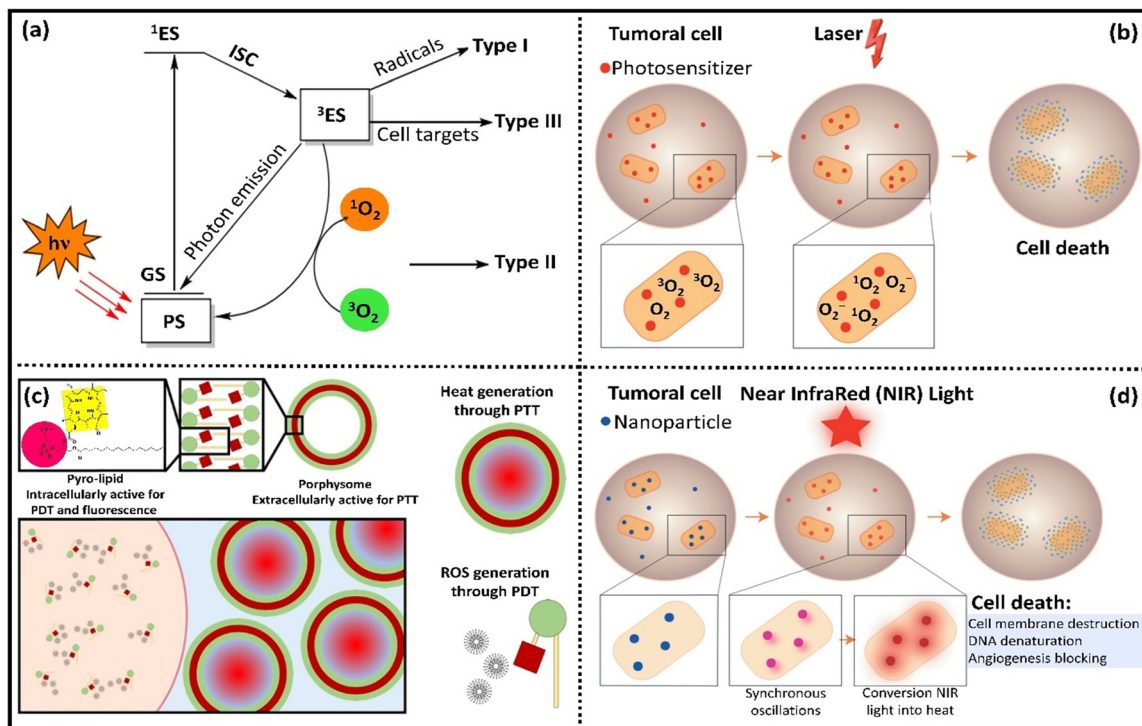 (a)
¹ES
ISC
Radicals
Type I
³ES
Cell targets
Type III
Photon emission
¹O₂
hν
GS
Type II
PS
³O₂
(b)
Tumoral cell
Laser
Photosensitizer
Cell death
³O₂
³O₂
O₂
¹O₂
O₂⁻
O₂⁻
¹O₂
(c)
Pyro-lipid
Intracellularly active for
PDT and fluorescence
Porphysome
Extracellularly active for PTT
Heat generation
through PTT
ROS generation
through PDT
(d)
Tumoral cell
Near InfraRed (NIR) Light
Nanoparticle
Cell death:
Cell membrane destruction
DNA denaturation
Angiogenesis blocking
Synchronous
oscillations
Conversion NIR
light into heat